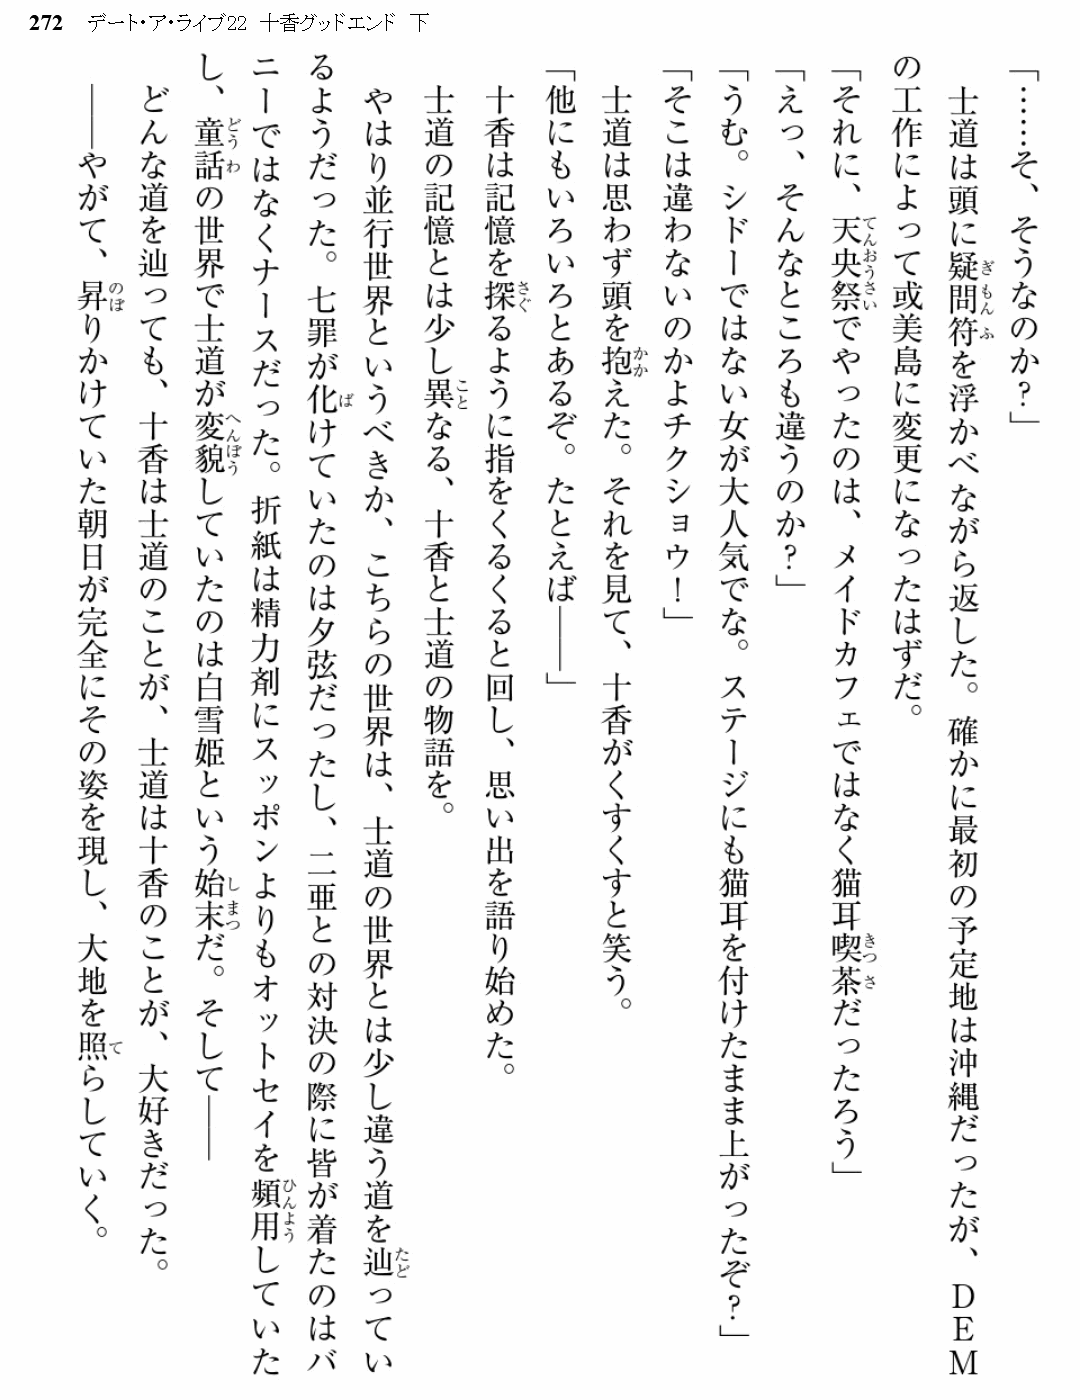 272 デート・ア・ライブ22 十香グッドエンド 下
「……そ、そうなのか？」
士道は頭に疑問符を浮かべながら返した。確かに最初の予定地は沖縄だったが、ＤＥＭ
の工作によって或美島に変更になったはずだ。
「それに、天央祭でやったのは、メイドカフェではなく猫耳喫茶だったろう」
「えっ、そんなところも違うのか？」
「うむ。シドーではない女が大人気でな。ステージにも猫耳を付けたまま上がったぞ？」
「そこは違わないのかよチクショウ！」
士道は思わず頭を抱えた。それを見て、十香がくすくすと笑う。
「他にもいろいろとあるぞ。たとえば――」
十香は記憶を探るように指をくるくると回し、思い出を語り始めた。
士道の記憶とは少し異なる、十香と士道の物語を。
やはり並行世界というべきか、こちらの世界は、士道の世界とは少し違う道を辿ってい
るようだった。七罪が化けていたのは夕弦だったし、二亜との対決の際に皆が着たのはバ
ニーではなくナースだった。折紙は精力剤にスッポンよりもオットセイを頻用していた
し、童話の世界で士道が変貌していたのは白雪姫という始末だ。そして――
どんな道を辿っても、十香は士道のことが、士道は十香のことが、大好きだった。
――やがて、昇りかけていた朝日が完全にその姿を現し、大地を照らしていく。